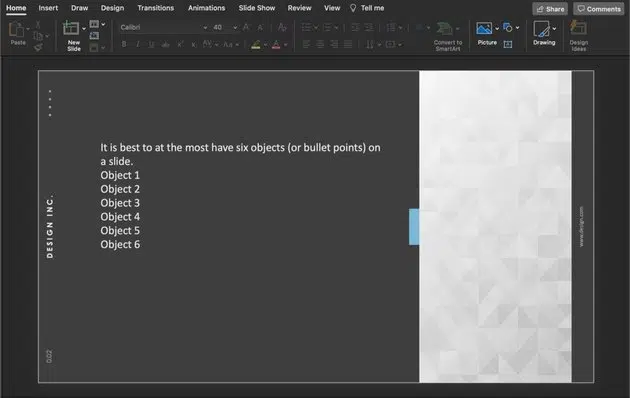 Home Insert Draw Design Transitions Animations Slide Show Review View Tell me Share Comments
Paste New Slide Calibri 40 Convert to SmartArt Picture Drawing Design Ideas
It is best to at the most have six objects (or bullet points) on
a slide.
Object 1
Object 2
Object 3
Object 4
Object 5
Object 6
DESIGN INC.
0.02
www.design.com